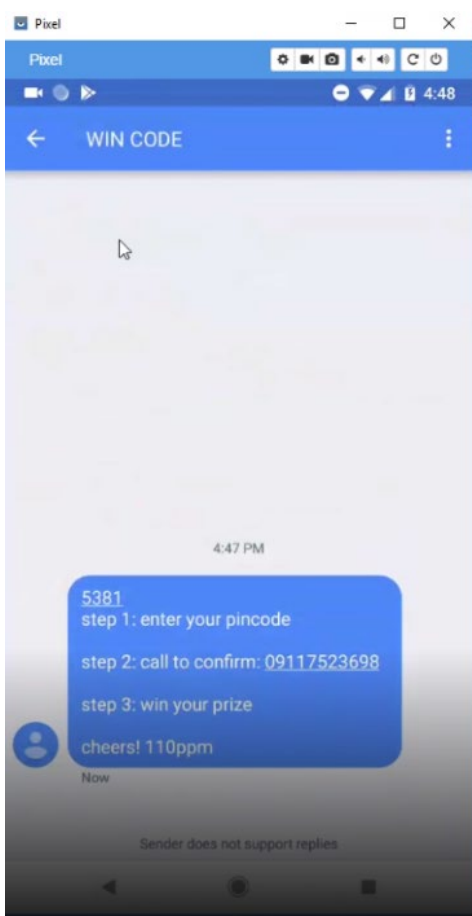 Pixel
Pixel
4:48
WIN CODE
4:47 PM
5381
step 1: enter your pincode
step 2: call to confirm: 09117523698
step 3: win your prize
cheers! 110ppm
Now
Sender does not support replies